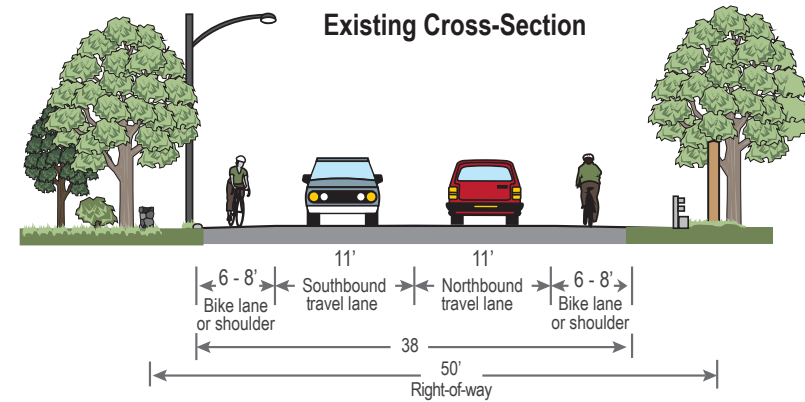 Existing Cross-Section
11’
11’
6 - 8’
Southbound
Northbound
6 - 8’
Bike lane
or shoulder
travel lane
travel lane
Bike lane
or shoulder
38
50’
Right-of-way